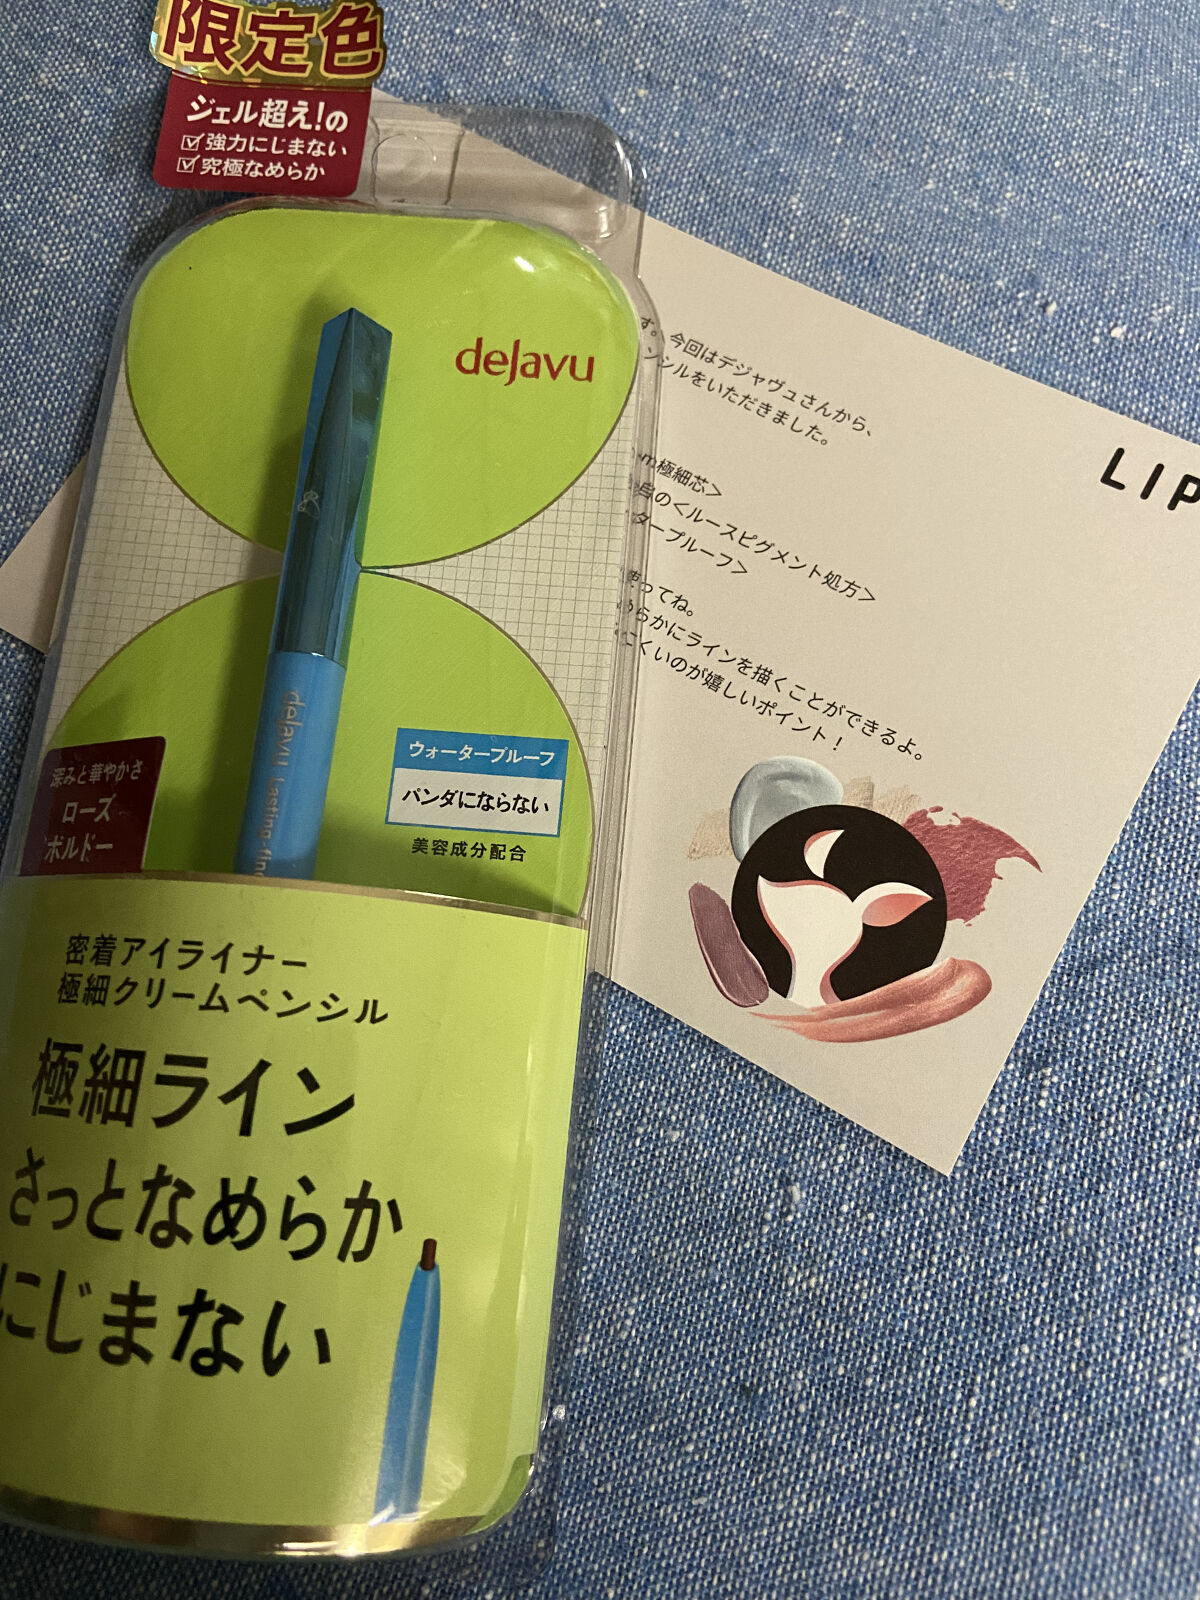 限定色
ジェル超え!の
強力にじまない
究極なめらか
dejavu
dejavu Lasting-fine
深みと華やかさ
ローズ
ボルドー
ウォータープルーフ
パンダにならない
美容成分配合
密着アイライナー
極細クリームペンシル
極細ライン
さっとなめらか
にじまない
LIP
す。今回はデジャヴュさんから、
ンシルをいただきました。
m極細芯>
自の<ループピグメント処方>
タープルーフ>
使ってね。
らかにラインを描くことができるよ。
にくいのが嬉しいポイント!